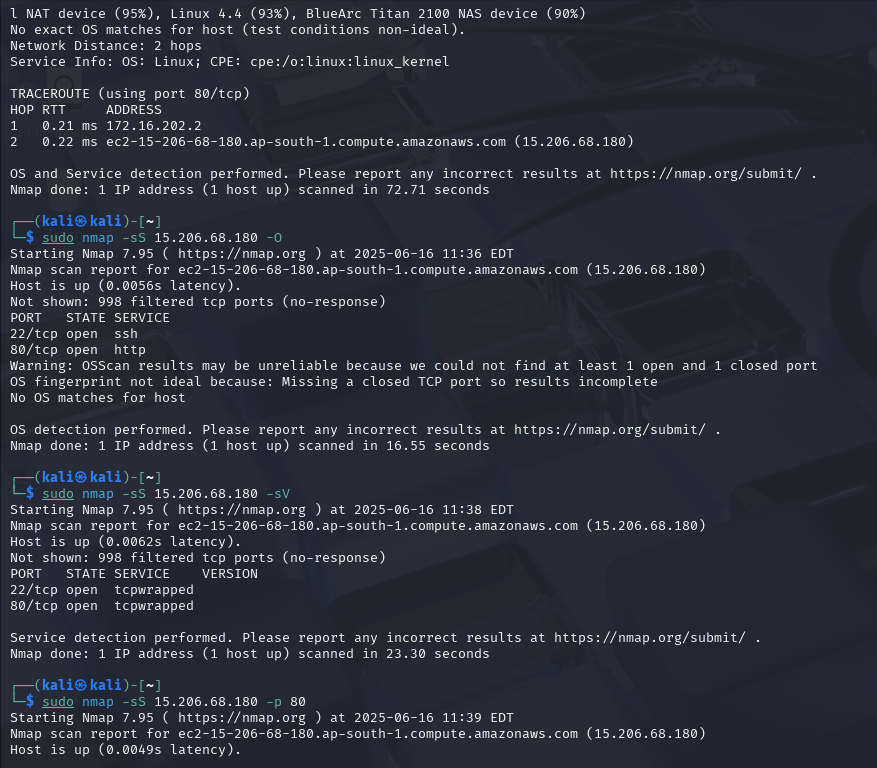 l NAT device (95%), Linux 4.4 (93%), BlueArc Titan 2100 NAS device (90%)
No exact OS matches for host (test conditions non-ideal).
Network Distance: 2 hops
Service Info: OS: Linux; CPE: cpe:/o:linux:linux_kernel

TRACEROUTE (using port 80/tcp)
HOP RTT     ADDRESS
1   0.21 ms 172.16.202.2
2   0.22 ms ec2-15-206-68-180.ap-south-1.compute.amazonaws.com (15.206.68.180)

OS and Service detection performed. Please report any incorrect results at https://nmap.org/submit/ .
Nmap done: 1 IP address (1 host up) scanned in 72.71 seconds

┌──(kali㉿kali)-[~]
└─$ sudo nmap -sS 15.206.68.180 -O
Starting Nmap 7.95 ( https://nmap.org ) at 2025-06-16 11:36 EDT
Nmap scan report for ec2-15-206-68-180.ap-south-1.compute.amazonaws.com (15.206.68.180)
Host is up (0.0056s latency).
Not shown: 998 filtered tcp ports (no-response)
PORT   STATE SERVICE
22/tcp open  ssh
80/tcp open  http
Warning: OSScan results may be unreliable because we could not find at least 1 open and 1 closed port
OS fingerprint not ideal because: Missing a closed TCP port so results incomplete
No OS matches for host

OS detection performed. Please report any incorrect results at https://nmap.org/submit/ .
Nmap done: 1 IP address (1 host up) scanned in 16.55 seconds

┌──(kali㉿kali)-[~]
└─$ sudo nmap -sS 15.206.68.180 -sV
Starting Nmap 7.95 ( https://nmap.org ) at 2025-06-16 11:38 EDT
Nmap scan report for ec2-15-206-68-180.ap-south-1.compute.amazonaws.com (15.206.68.180)
Host is up (0.0062s latency).
Not shown: 998 filtered tcp ports (no-response)
PORT   STATE SERVICE    VERSION
22/tcp open  tcpwrapped
80/tcp open  tcpwrapped

Service detection performed. Please report any incorrect results at https://nmap.org/submit/ .
Nmap done: 1 IP address (1 host up) scanned in 23.30 seconds

┌──(kali㉿kali)-[~]
└─$ sudo nmap -sS 15.206.68.180 -p 80
Starting Nmap 7.95 ( https://nmap.org ) at 2025-06-16 11:39 EDT
Nmap scan report for ec2-15-206-68-180.ap-south-1.compute.amazonaws.com (15.206.68.180)
Host is up (0.0049s latency).